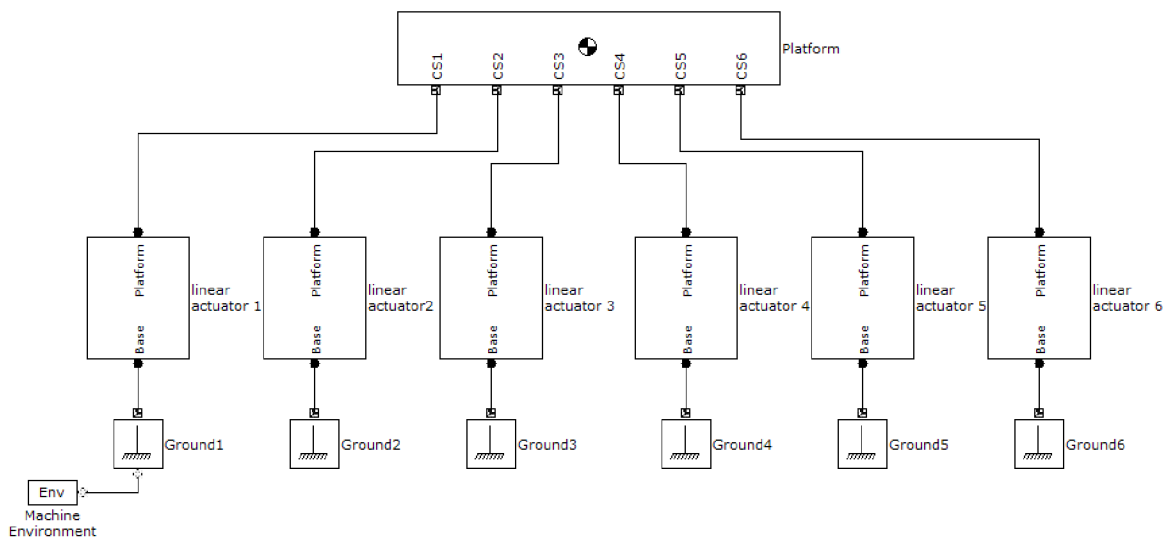 CS1
CS2
CS3
CS4
CS5
CS6
Platform
Platform
Base
linear
actuator 1
Platform
Base
linear
actuator2
Platform
Base
linear
actuator 3
Platform
Base
linear
actuator 4
Platform
Base
linear
actuator 5
Platform
Base
linear
actuator 6
Ground1
Ground2
Ground3
Ground4
Ground5
Ground6
Env
Machine
Environment